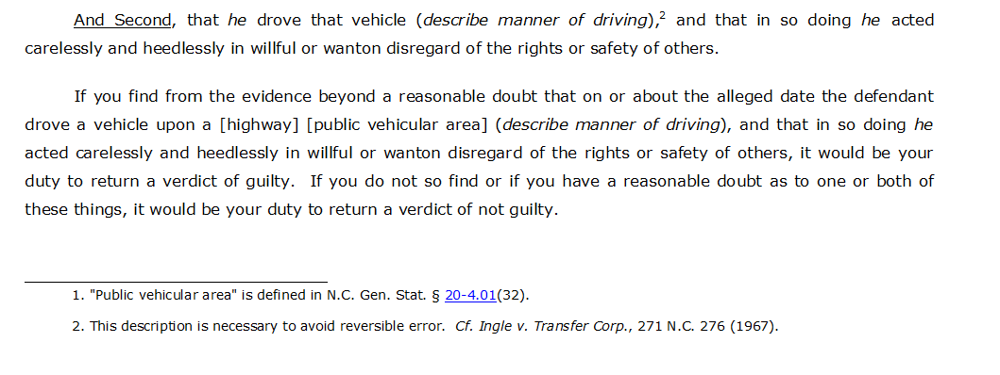 And Second, that he drove that vehicle (describe manner of driving),2 and that in so doing he acted
carelessly and heedlessly in willful or wanton disregard of the rights or safety of others.
If you find from the evidence beyond a reasonable doubt that on or about the alleged date the defendant
drove a vehicle upon a [highway] [public vehicular area] (describe manner of driving), and that in so doing he
acted carelessly and heedlessly in willful or wanton disregard of the rights or safety of others, it would be your
duty to return a verdict of guilty.  If you do not so find or if you have a reasonable doubt as to one or both of
these things, it would be your duty to return a verdict of not guilty.
1. "Public vehicular area" is defined in N.C. Gen. Stat. § 20-4.01(32).
2. This description is necessary to avoid reversible error.  Cf. Ingle v. Transfer Corp., 271 N.C. 276 (1967).